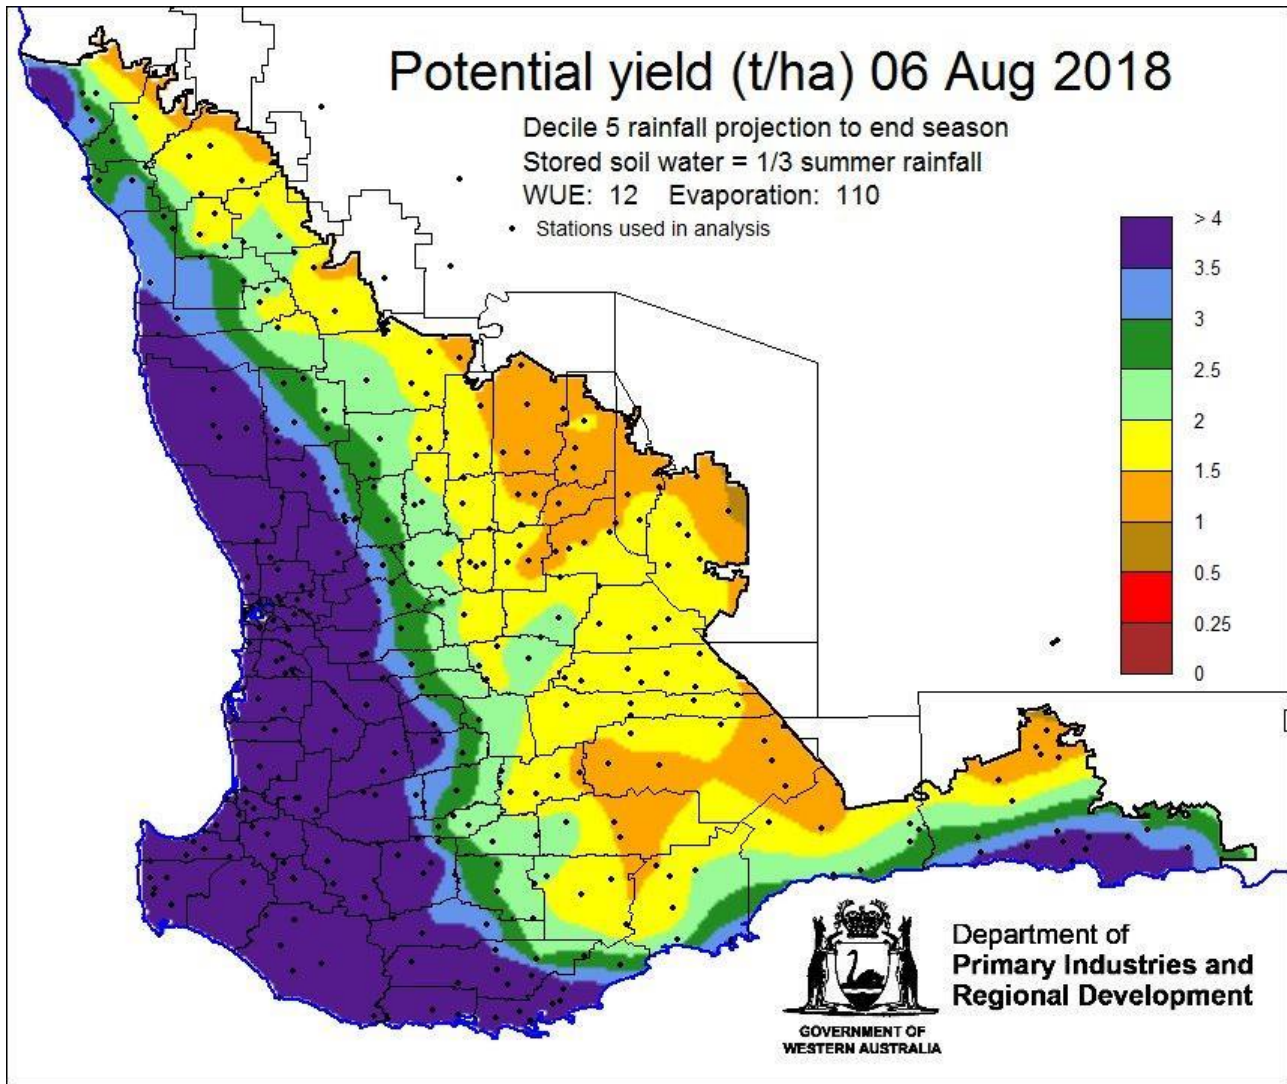 Potential yield (t/ha) 06 Aug 2018
Decile 5 rainfall projection to end season
Stored soil water = 1/3 summer rainfall
WUE: 12 Evaporation: 110
• Stations used in analysis
> 4
3.5
3
2.5
2
1.5
1
0.5
0.25
0
Department of
Primary Industries and
Regional Development
GOVERNMENT OF
WESTERN AUSTRALIA